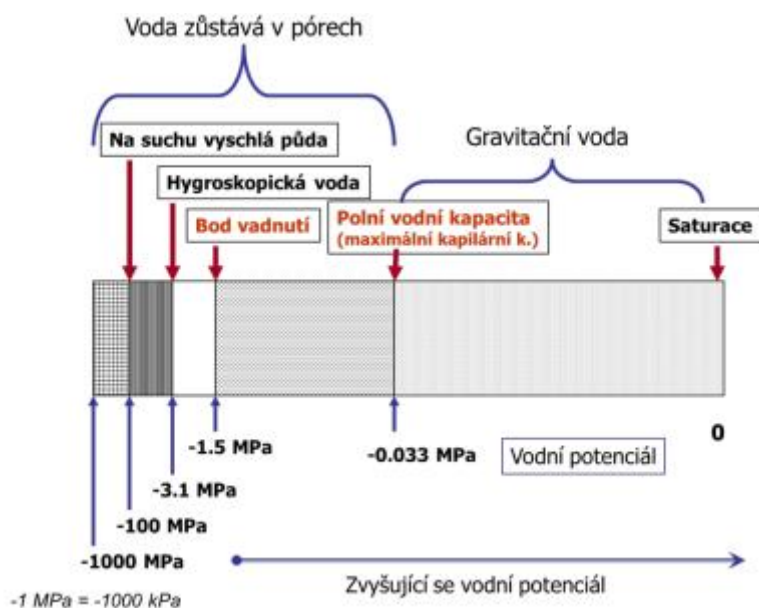 Voda zůstává v pórech
Gravitační voda
Na suchu vyschlá půda
Hygroskopická voda
Bod vadnutí
Polní vodní kapacita
(maximální kapilární k.)
Saturace
-1.5 MPa
-0.033 MPa
0
Vodní potenciál
-3.1 MPa
-100 MPa
-1000 MPa
Zvyšující se vodní potenciál
-1 MPa = -1000 kPa